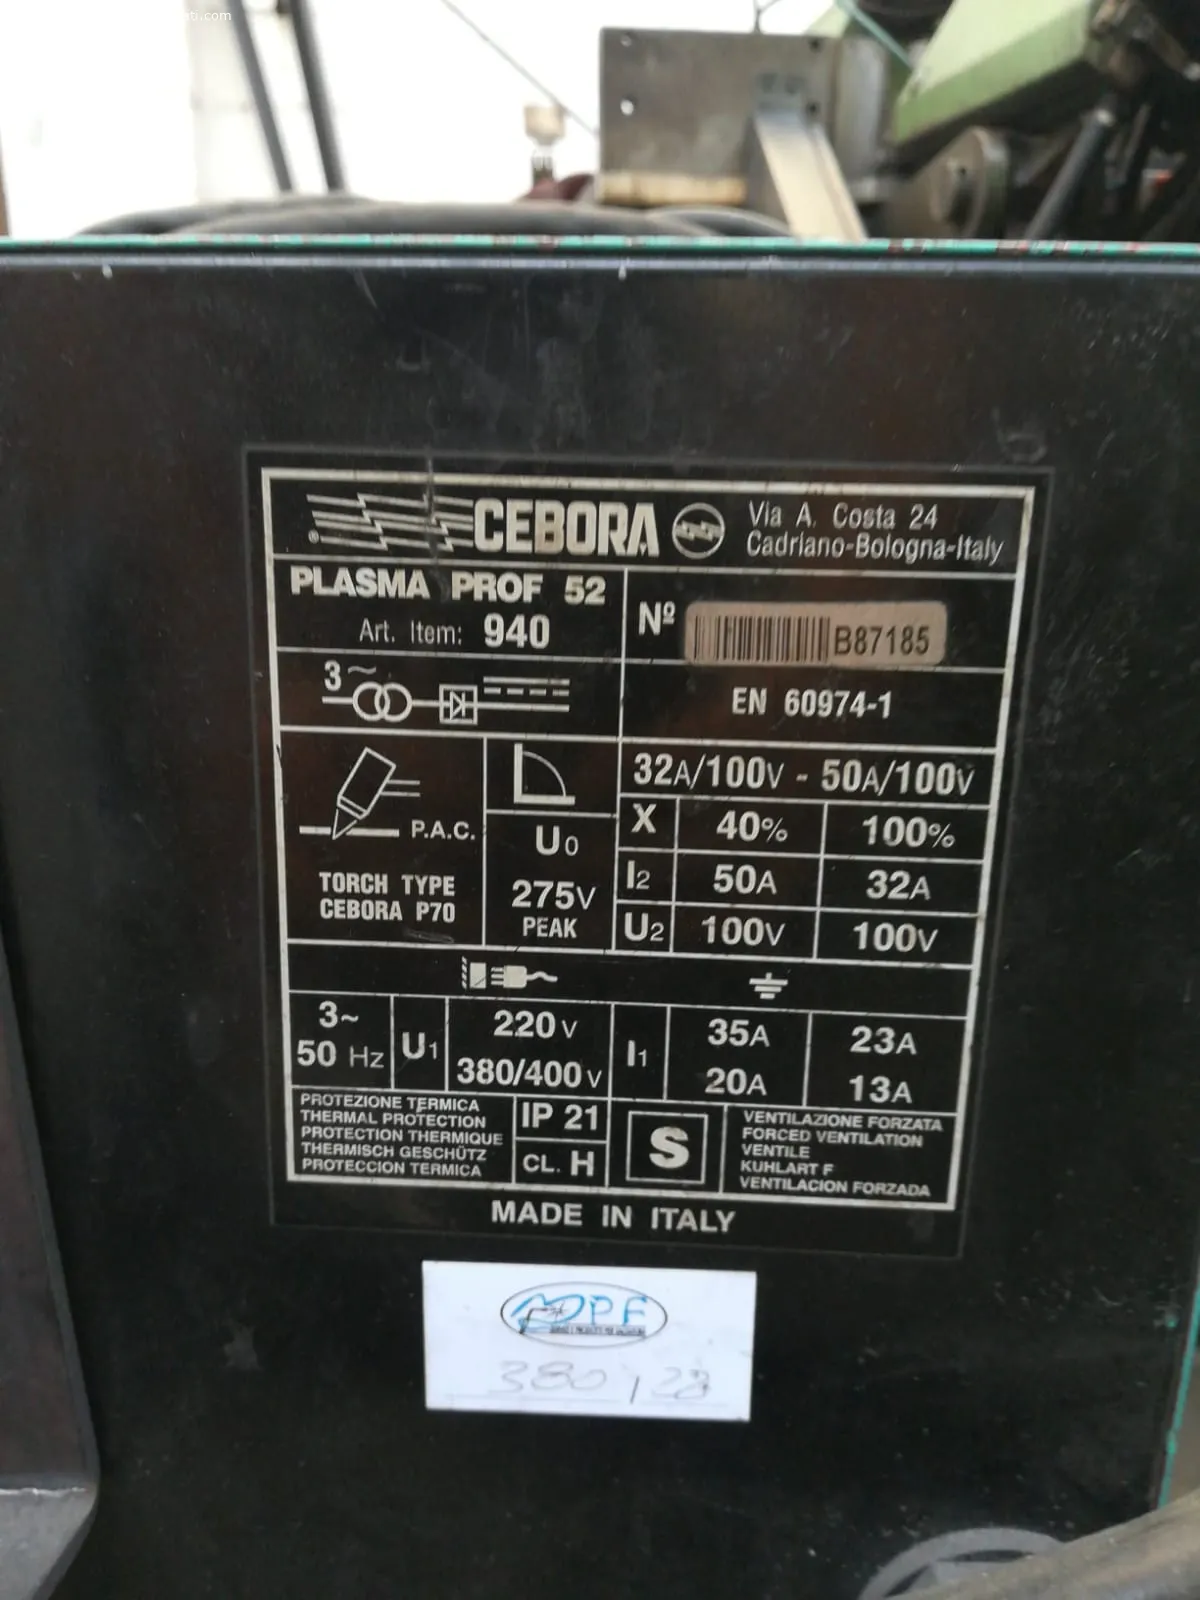 .com
CEBORA
Via A. Costa 24
Cadriano-Bologna-Italy
PLASMA PROF 52
Art. Item: 940
Nº
B87185
3~
EN 60974-1
P.A.C.
TORCH TYPE
CEBORA P70
U0
275V
PEAK
32A/100V - 50A/100V
X 40% 100%
I2 50A 32A
U2 100V 100V
3~
50 Hz
U1
220V
380/400V
I1
35A 23A
20A 13A
PROTEZIONE TERMICA
THERMAL PROTECTION
PROTECTION THERMIQUE
THERMISCH GESCHÜTZ
PROTECCION TERMICA
IP 21
CL. H
S
VENTILAZIONE FORZATA
FORCED VENTILATION
VENTILE
KUHLART F
VENTILACION FORZADA
MADE IN ITALY
380,28